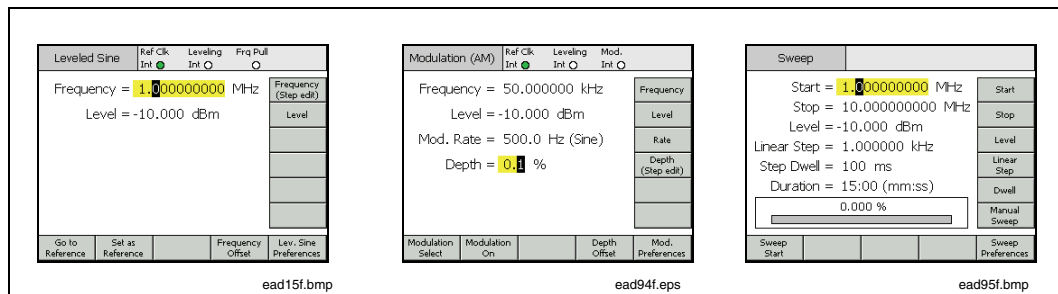 Leveled Sine
Ref Clk Leveling Frq Pull
Int Int
Frequency = 1.000000000 MHz
Level = -10.000 dBm
Frequency
(Step edit)
Level
Go to
Reference
Set as
Reference
Frequency
Offset
Lev. Sine
Preferences
ead15f.bmp
Modulation (AM)
Ref Clk Leveling Mod.
Int Int Int
Frequency = 50.000000 kHz
Level = -10.000 dBm
Mod. Rate = 500.0 Hz (Sine)
Depth = 0.1 %
Frequency
Level
Rate
Depth
(Step edit)
Modulation
Select
Modulation
On
Depth
Offset
Mod.
Preferences
ead94f.eps
Sweep
Start = 1.000000000 MHz
Stop = 10.000000000 MHz
Level = -10.000 dBm
Linear Step = 1.000000 kHz
Step Dwell = 100 ms
Duration = 15:00 (mm:ss)
0.000 %
Start
Stop
Level
Linear
Step
Dwell
Manual
Sweep
Sweep
Start
Sweep
Preferences
ead95f.bmp